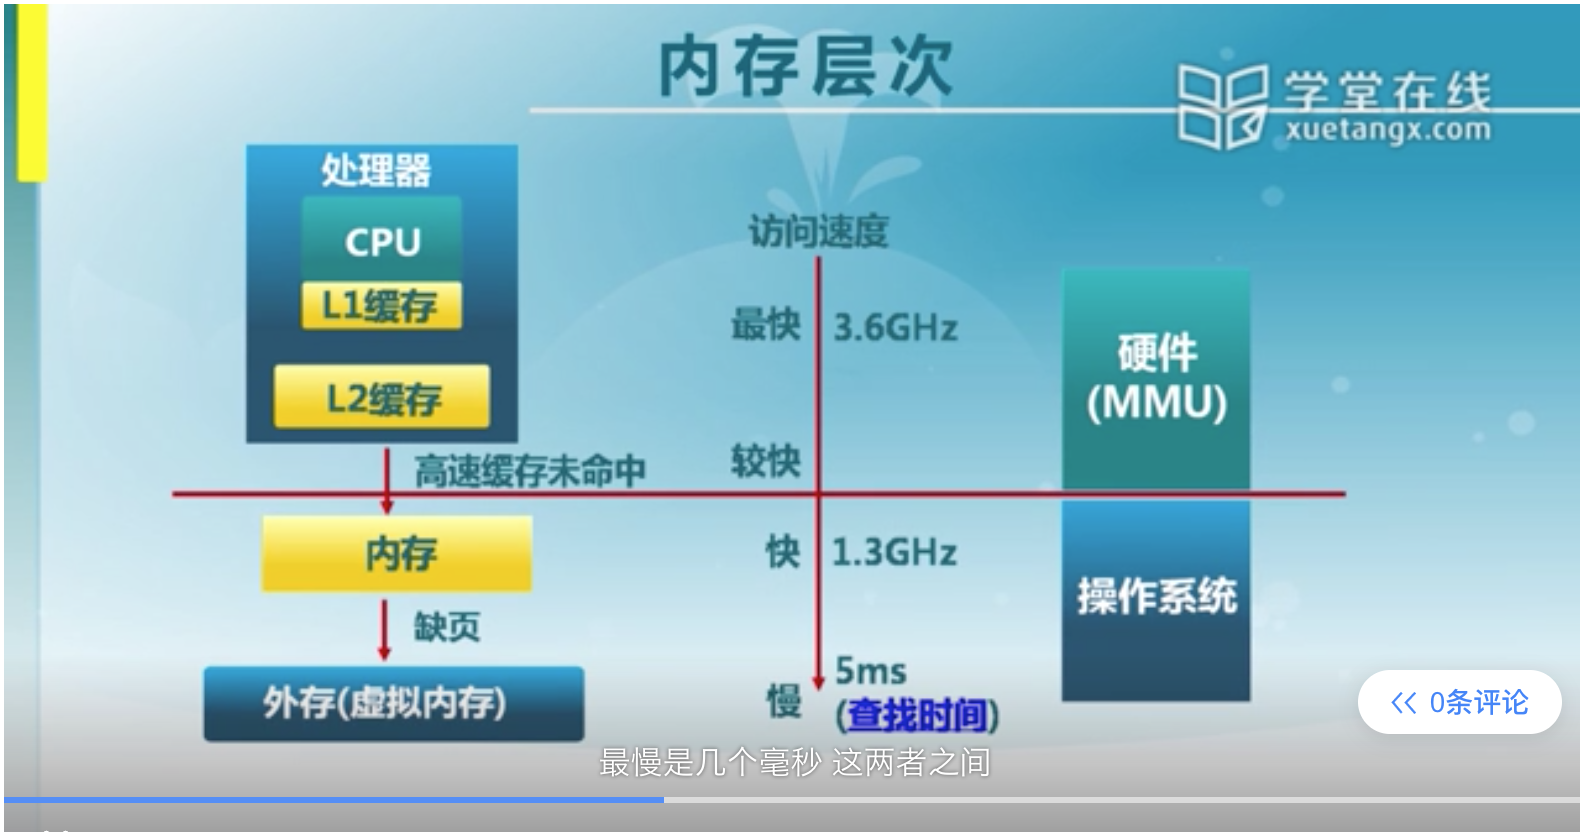 内存层次
学堂在线
xuetangx.com
处理器
CPU
L1缓存
L2缓存
高速缓存未命中
内存
缺页
外存(虚拟内存)
访问速度
最快 3.6GHz
较快
快 1.3GHz
慢 5ms
(查找时间)
硬件
(MMU)
操作系统
0条评论
最慢是几个毫秒 这两者之间